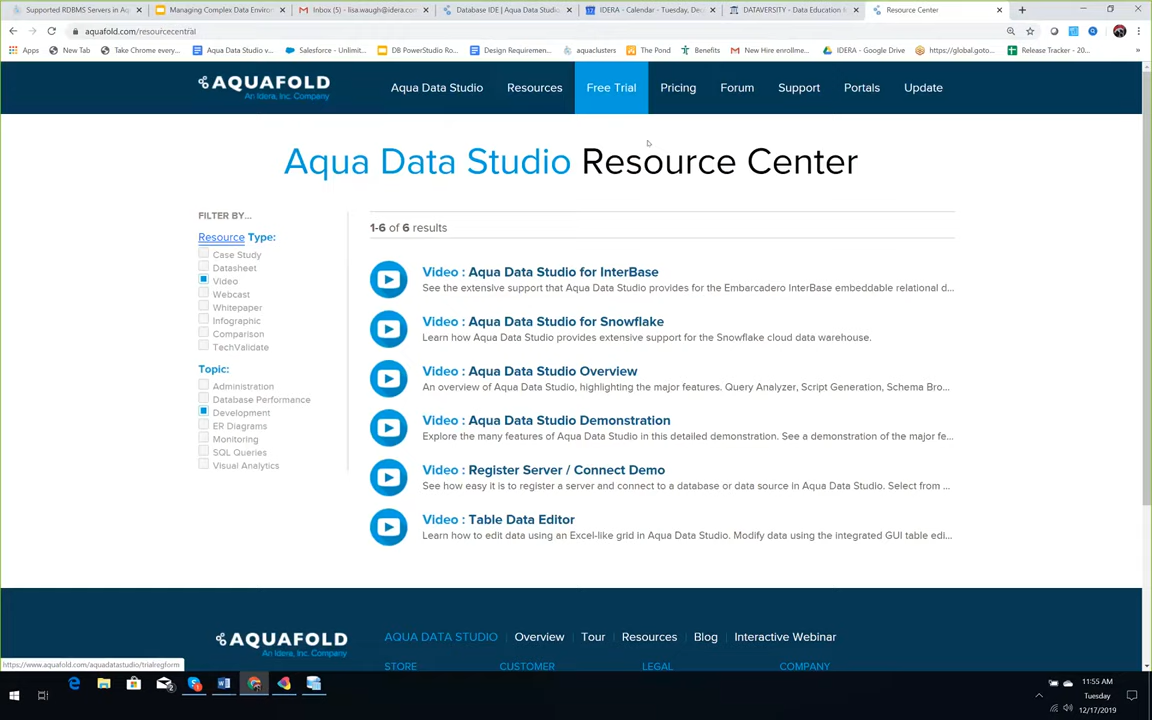 Supported RDBMS Servers in Aq
Managing Complex Data Environ
Inbox (5) - lisa.waugh@idera.com
Database IDE | Aqua Data Studio
IDERA - Calendar - Tuesday, Dec
DATAVERSITY - Data Education f
Resource Center
aquafold.com/resourcecentral
Apps
New Tab
Take Chrome every...
Aqua Data Studio v...
Salesforce - Unlimit...
DB PowerStudio Ro...
Design Requiremen...
aquaclusters
The Pond
Benefits
New Hire enrollme...
IDERA - Google Drive
https://global.goto...
Release Tracker - 20...
AQUAFOLD
An Idera, Inc. Company
Aqua Data Studio
Resources
Free Trial
Pricing
Forum
Support
Portals
Update
Aqua Data Studio Resource Center
FILTER BY...
Resource Type:
Case Study
Datasheet
Video
Webcast
Whitepaper
Infographic
Comparison
TechValidate
Topic:
Administration
Database Performance
Development
ER Diagrams
Monitoring
SQL Queries
Visual Analytics
1-6 of 6 results
Video : Aqua Data Studio for InterBase
See the extensive support that Aqua Data Studio provides for the Embarcadero InterBase embeddable relational d...
Video : Aqua Data Studio for Snowflake
Learn how Aqua Data Studio provides extensive support for the Snowflake cloud data warehouse.
Video : Aqua Data Studio Overview
An overview of Aqua Data Studio, highlighting the major features. Query Analyzer, Script Generation, Schema Bro...
Video : Aqua Data Studio Demonstration
Explore the many features of Aqua Data Studio in this detailed demonstration. See a demonstration of the major fe...
Video : Register Server / Connect Demo
See how easy it is to register a server and connect to a database or data source in Aqua Data Studio. Select from ...
Video : Table Data Editor
Learn how to edit data using an Excel-like grid in Aqua Data Studio. Modify data using the integrated GUI table edi...
AQUAFOLD
An Idera, Inc. Company
AQUA DATA STUDIO
Overview
Tour
Resources
Blog
Interactive Webinar
STORE
CUSTOMER
LEGAL
COMPANY
https://www.aquafold.com/aquadatastudio/trialregform
11:55 AM
Tuesday
12/17/2019